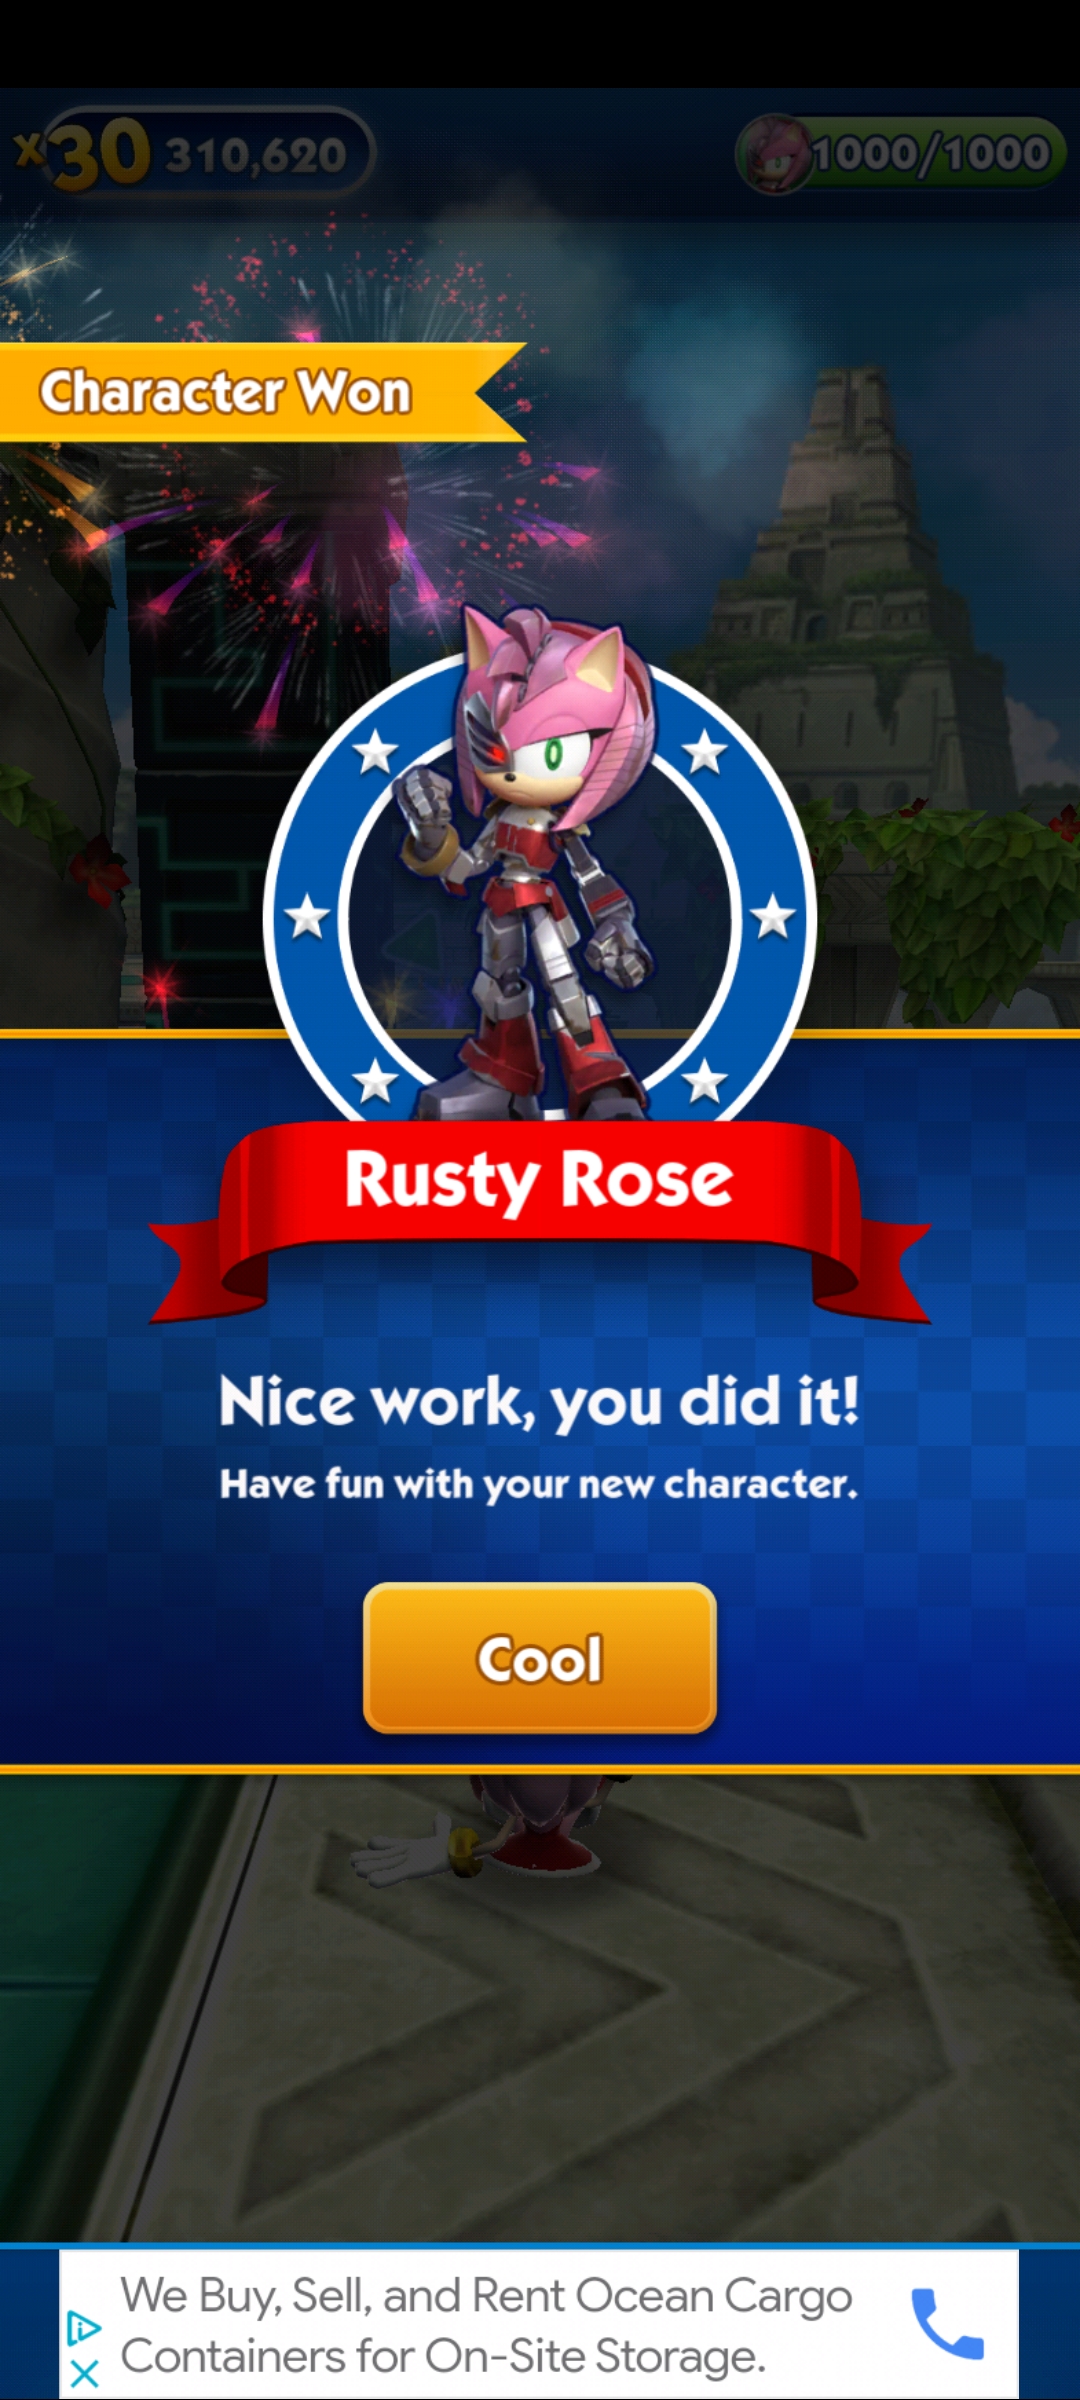 x30 310,620
1000/1000
Character Won
Rusty Rose
Nice work, you did it!
Have fun with your new character.
Cool
We Buy, Sell, and Rent Ocean Cargo
Containers for On-Site Storage.